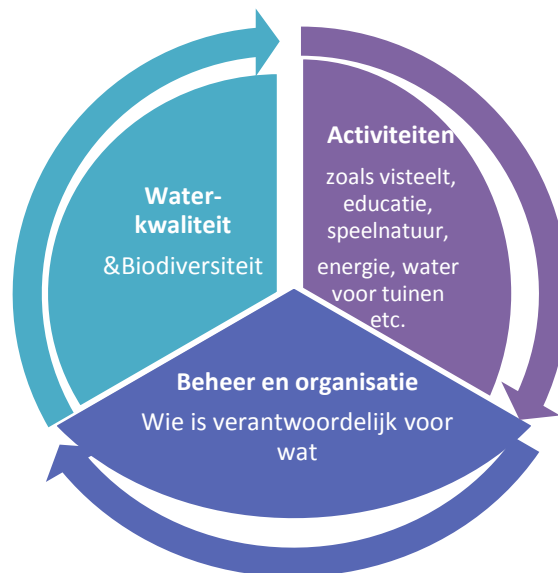 Activiteiten
zoals visteelt,
educatie,
speelnatuur,
energie, water
voor tuinen
etc.
Water-
kwaliteit
&Biodiversiteit
Beheer en organisatie
Wie is verantwoordelijk voor
wat